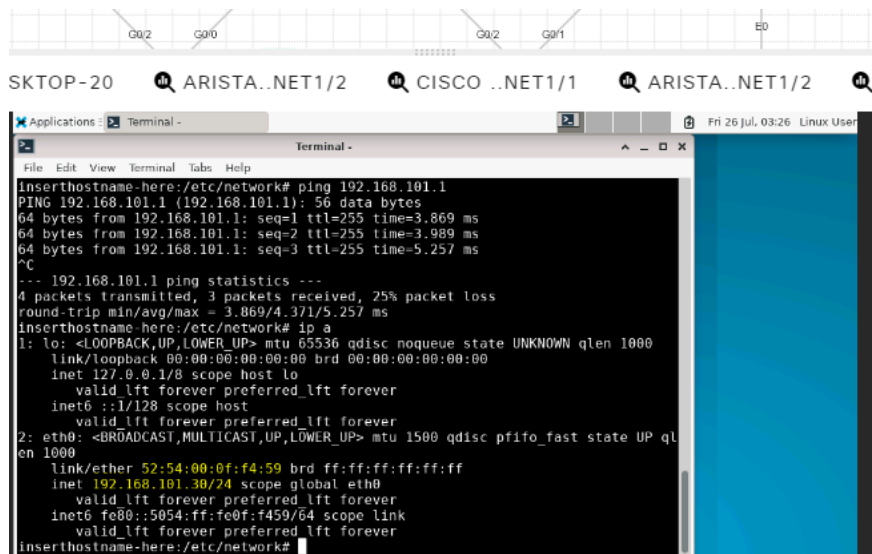 G0/2 G0/0 G0/2 G0/1 E0
SKTOP-20 ARISTA..NET1/2 CISCO ..NET1/1 ARISTA..NET1/2
Applications Terminal - Fri 26 Jul, 03:26 Linux User
Terminal -
File Edit View Terminal Tabs Help
inserthostname-here:/etc/network# ping 192.168.101.1
PING 192.168.101.1 (192.168.101.1): 56 data bytes
64 bytes from 192.168.101.1: seq=1 ttl=255 time=3.869 ms
64 bytes from 192.168.101.1: seq=2 ttl=255 time=3.989 ms
64 bytes from 192.168.101.1: seq=3 ttl=255 time=5.257 ms
^C
--- 192.168.101.1 ping statistics ---
4 packets transmitted, 3 packets received, 25% packet loss
round-trip min/avg/max = 3.869/4.371/5.257 ms
inserthostname-here:/etc/network# ip a
1: lo: <LOOPBACK,UP,LOWER_UP> mtu 65536 qdisc noqueue state UNKNOWN qlen 1000
link/loopback 00:00:00:00:00:00 brd 00:00:00:00:00:00
inet 127.0.0.1/8 scope host lo
valid_lft forever preferred_lft forever
inet6 ::1/128 scope host
valid_lft forever preferred_lft forever
2: eth0: <BROADCAST,MULTICAST,UP,LOWER_UP> mtu 1500 qdisc pfifo_fast state UP ql
en 1000
link/ether 52:54:00:0f:f4:59 brd ff:ff:ff:ff:ff:ff
inet 192.168.101.30/24 scope global eth0
valid_lft forever preferred_lft forever
inet6 fe80::5054:ff:fe0f:f459/64 scope link
valid_lft forever preferred_lft forever
inserthostname-here:/etc/network#